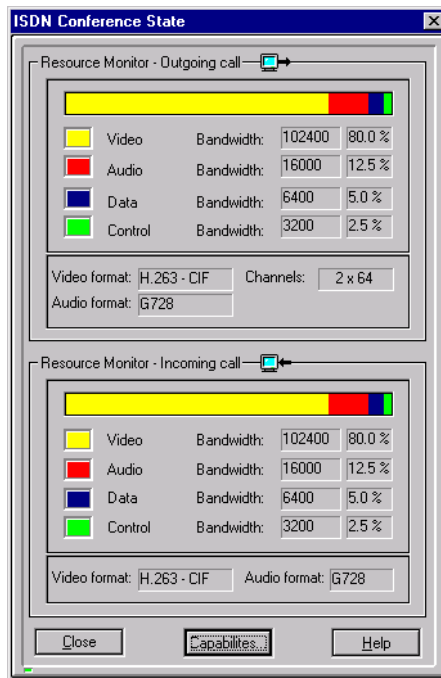 ISDN Conference State
Resource Monitor - Outgoing call
Video Bandwidth: 102400 80.0 %
Audio Bandwidth: 16000 12.5 %
Data Bandwidth: 6400 5.0 %
Control Bandwidth: 3200 2.5 %
Video format: H.263 - CIF Channels: 2 x 64
Audio format: G728
Resource Monitor - Incoming call
Video Bandwidth: 102400 80.0 %
Audio Bandwidth: 16000 12.5 %
Data Bandwidth: 6400 5.0 %
Control Bandwidth: 3200 2.5 %
Video format: H.263 - CIF Audio format: G728
Close Capabilites... Help